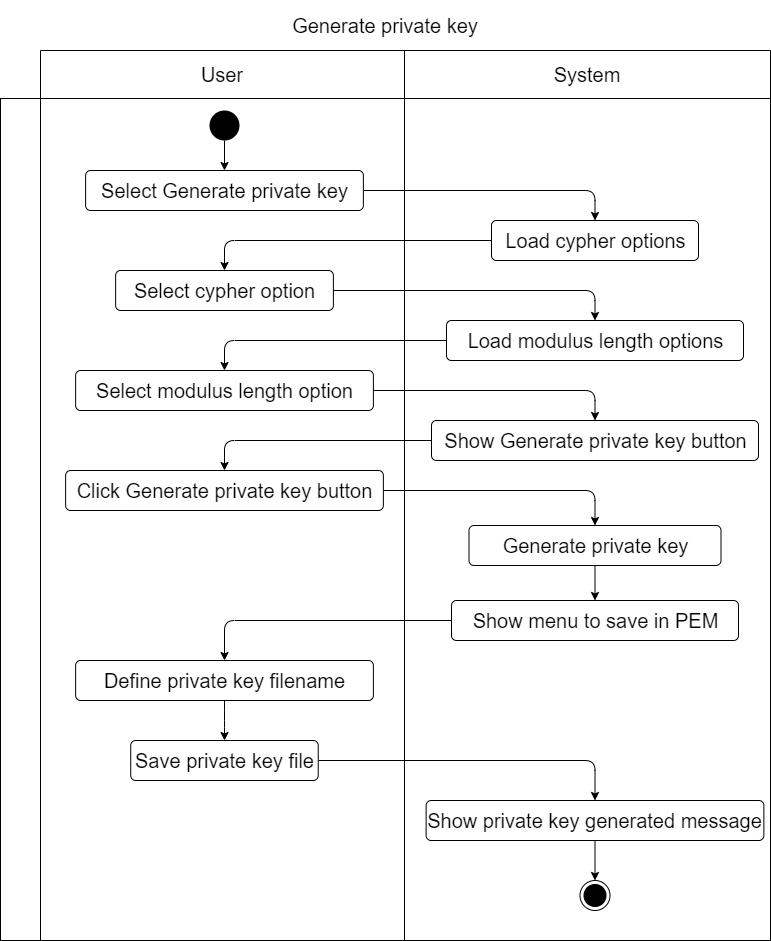 Generate private key
User
System
Select Generate private key
Load cypher options
Select cypher option
Load modulus length options
Select modulus length option
Show Generate private key button
Click Generate private key button
Generate private key
Show menu to save in PEM
Define private key filename
Save private key file
Show private key generated message